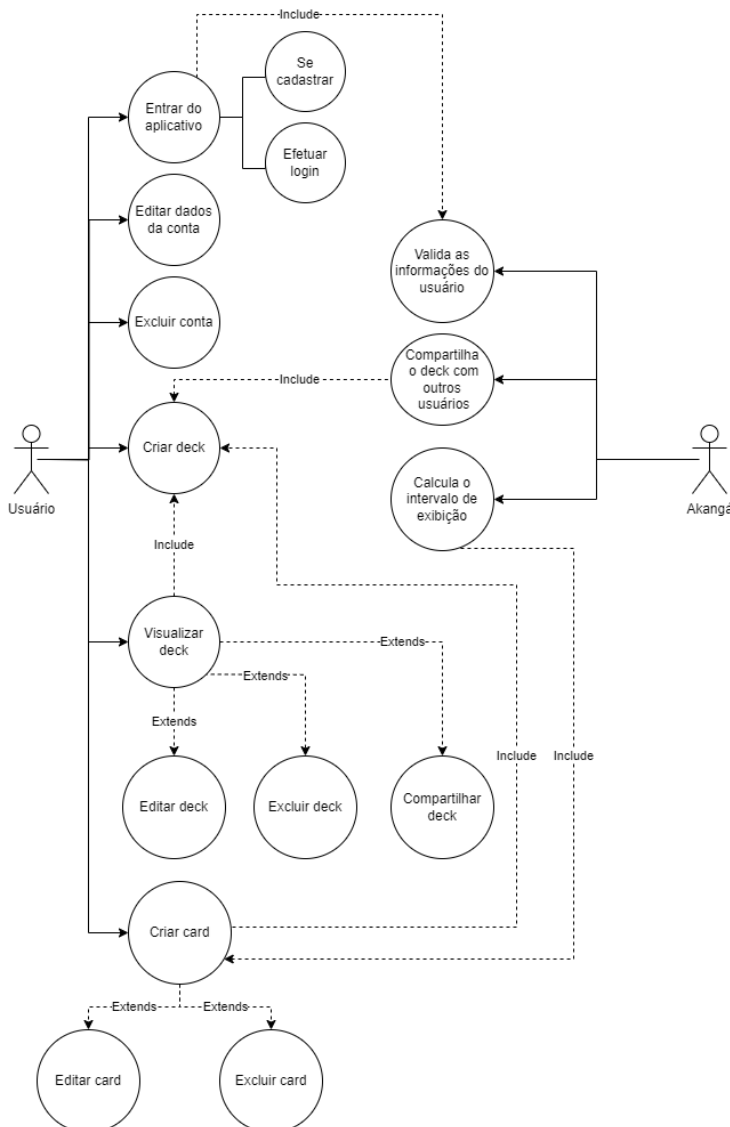 Include
Se
cadastrar
Entrar do
aplicativo
Efetuar
login
Editar dados
da conta
Valida as
informações do
usuário
Excluir conta
Compartilha
o deck com
outros
usuários
Include
Criar deck
Calcula o
intervalo de
exibição
Usuário
Akangá
Include
Visualizar
deck
Extends
Extends
Extends
Include
Include
Editar deck
Excluir deck
Compartilhar
deck
Criar card
Extends
Extends
Editar card
Excluir card